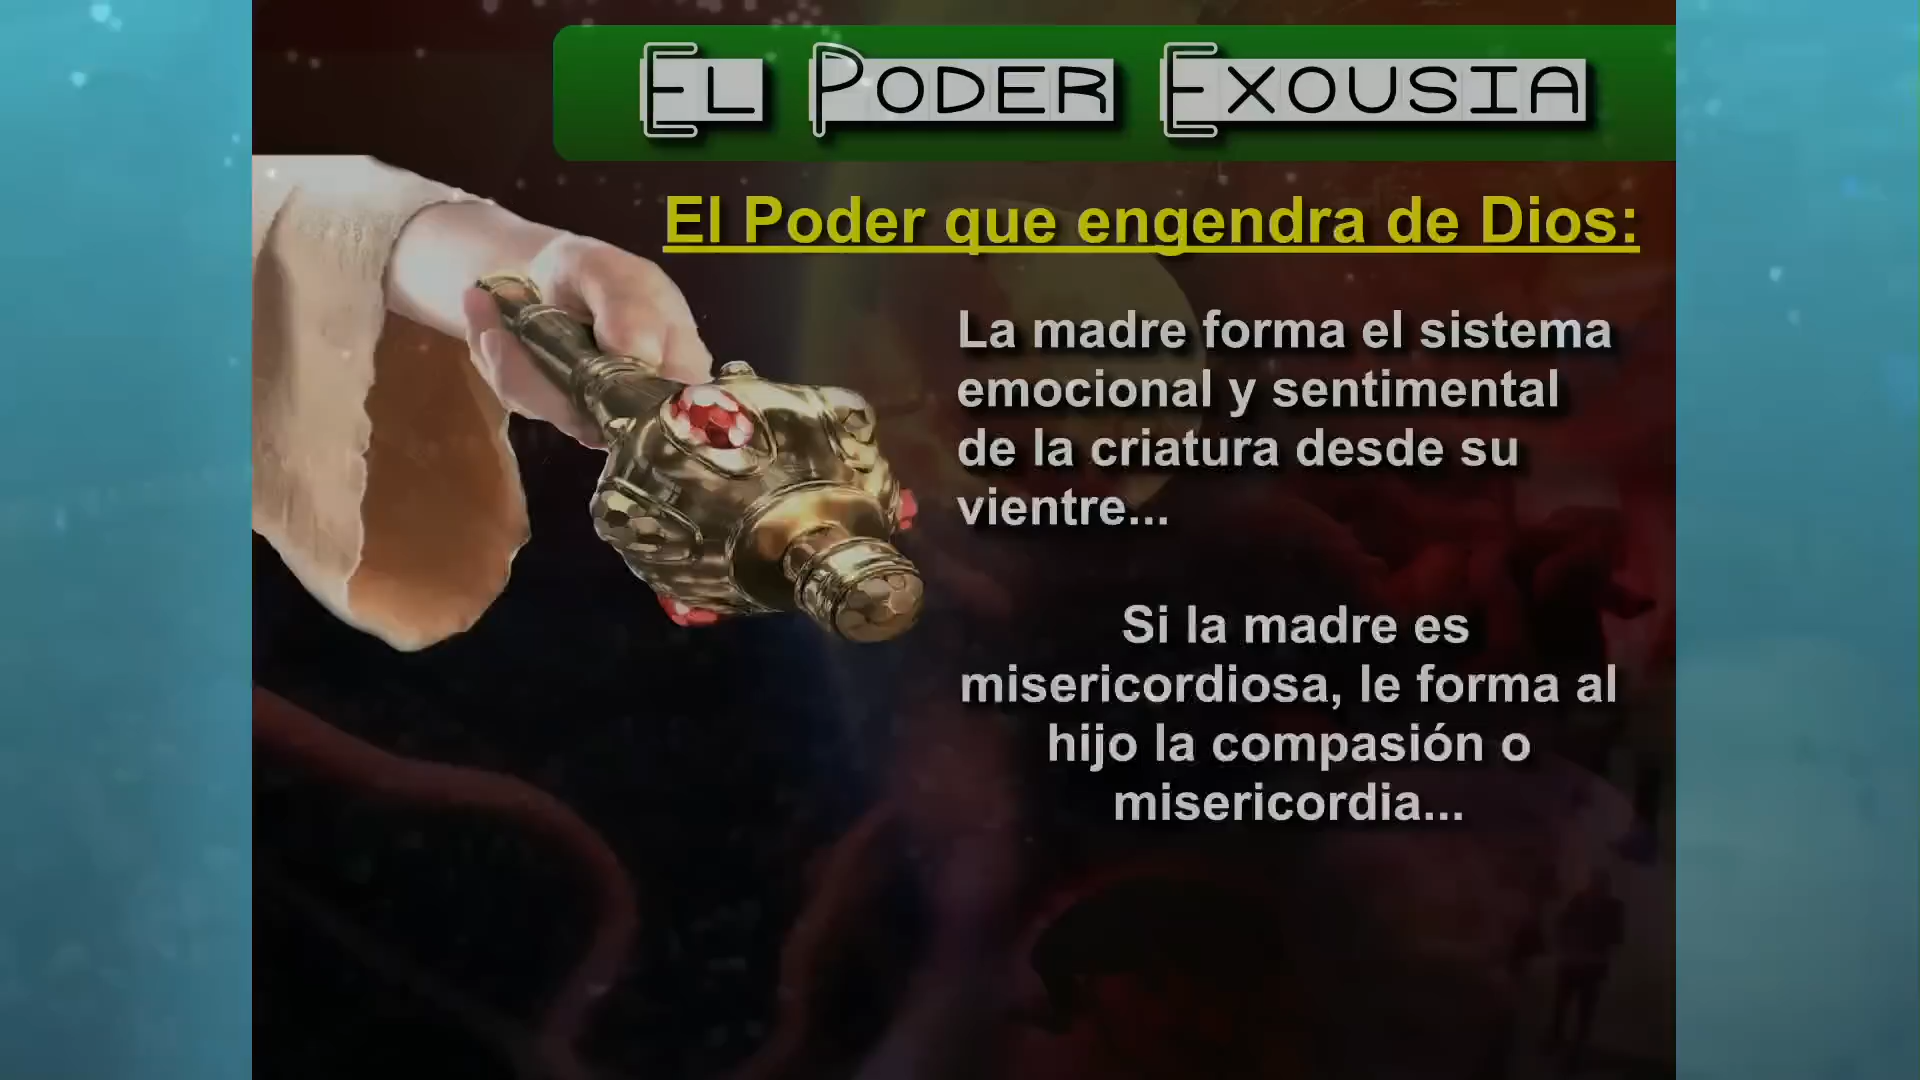 El Poder Exousia
El Poder que engendra de Dios:
La madre forma el sistema
emocional y sentimental
de la criatura desde su
vientre...
Si la madre es
misericordiosa, le forma al
hijo la compasión o
misericordia...